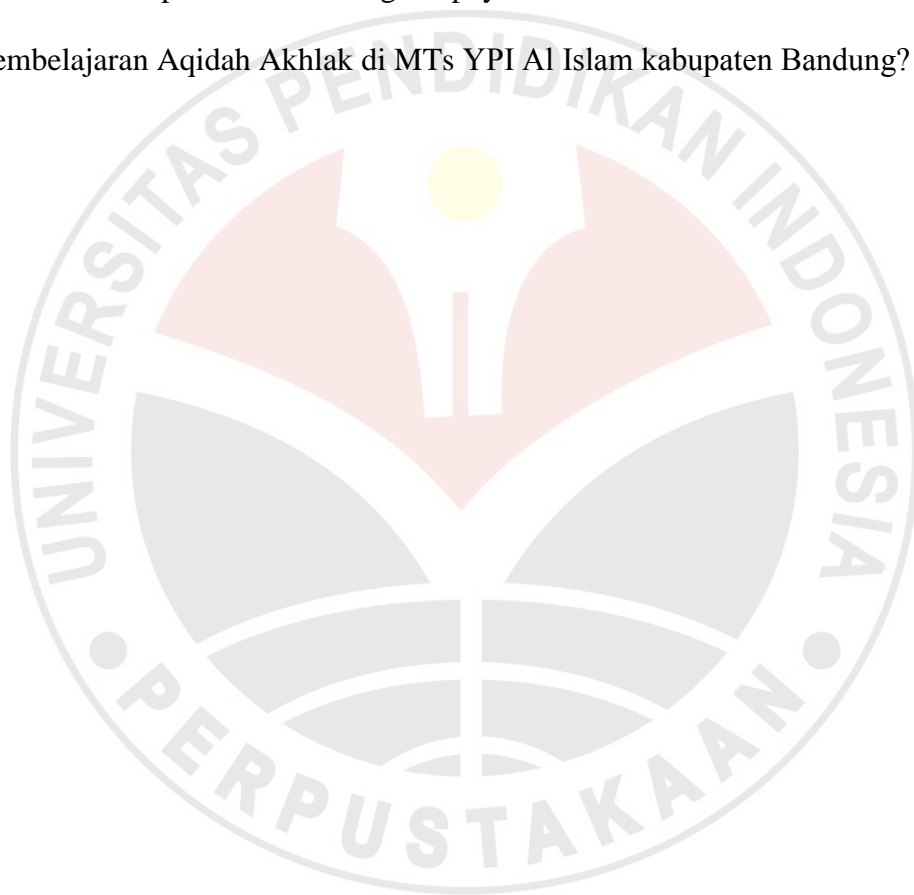 embelajaran Aqidah Akhlak di MTs YPI Al Islam kabupaten Bandung?
UNIVERSITAS PENDIDIKAN INDONESIA
PERPUSTAKAAN